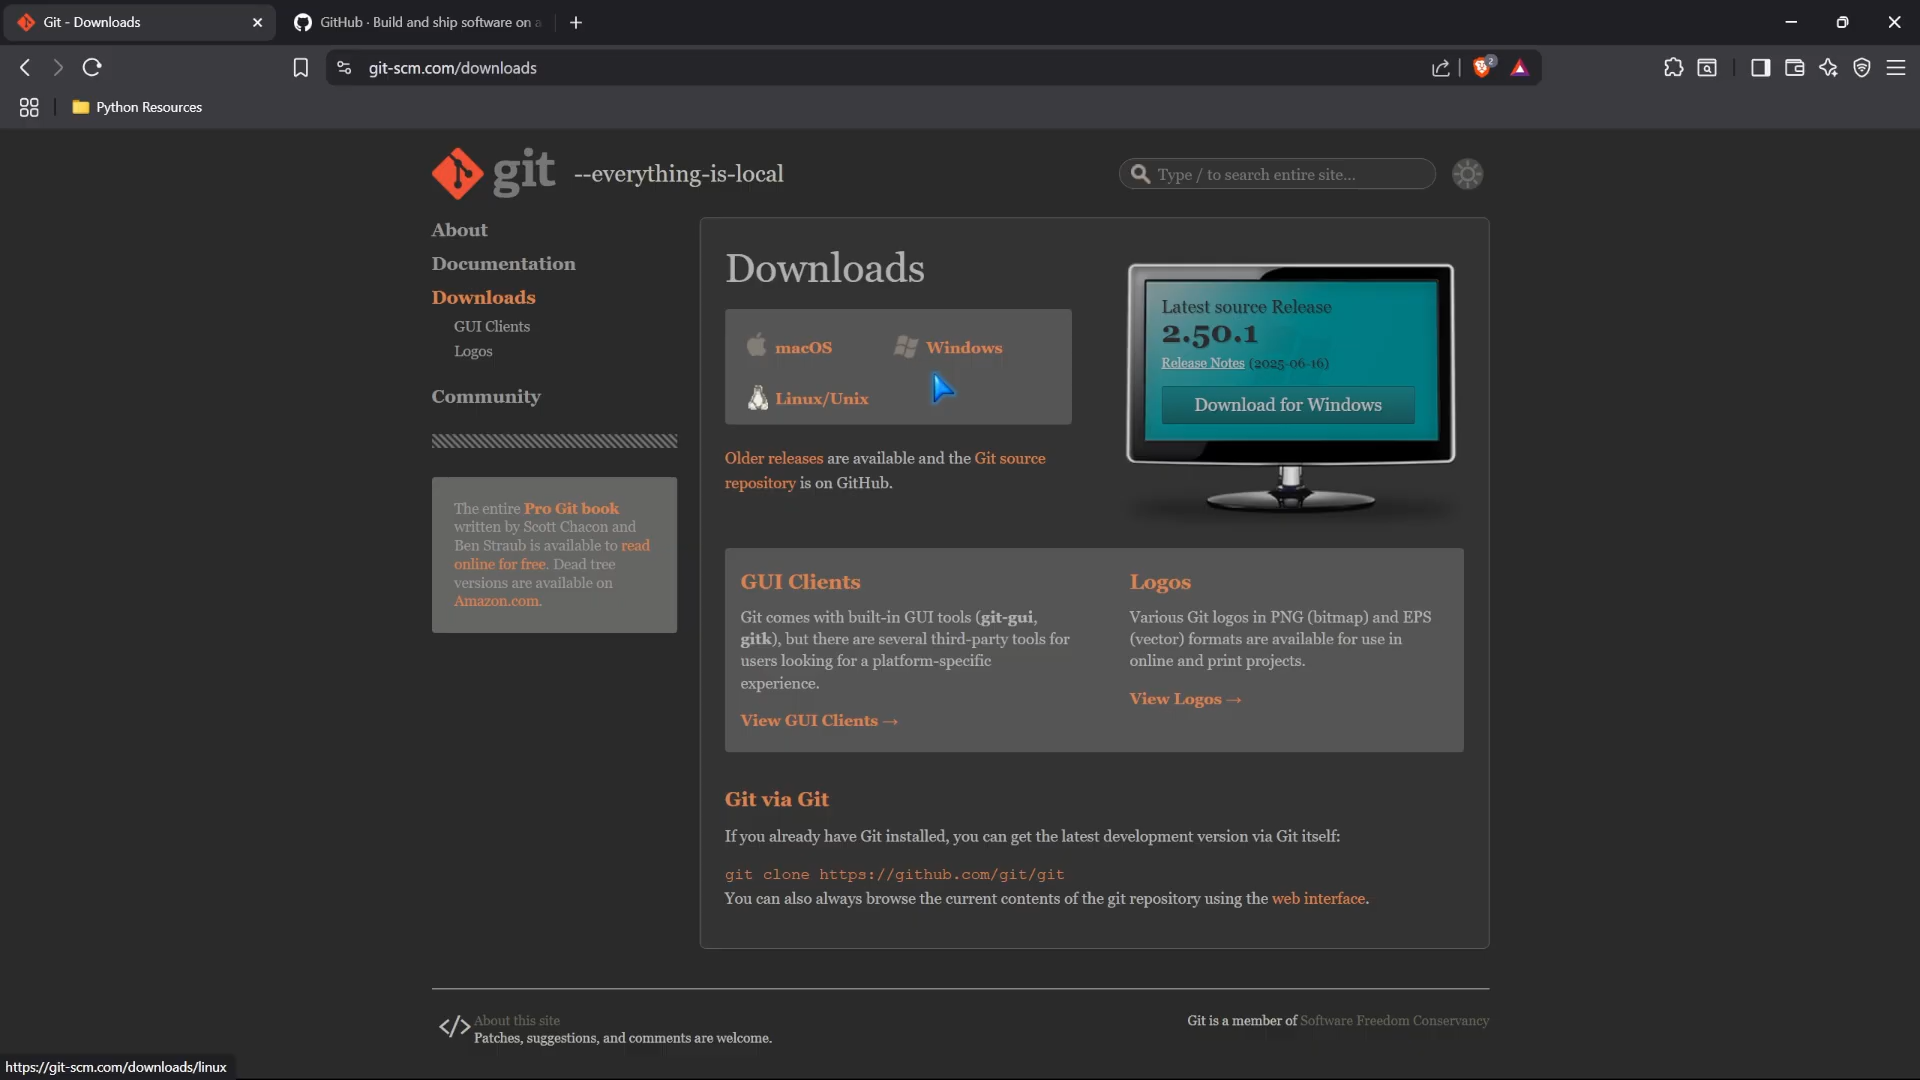 Git - Downloads
GitHub · Build and ship software on a
git-scm.com/downloads
2
Python Resources
git --everything-is-local
Type / to search entire site...
About
Documentation
Downloads
GUI Clients
Logos
Community
The entire Pro Git book
written by Scott Chacon and
Ben Straub is available to read
online for free. Dead tree
versions are available on
Amazon.com.
Downloads
macOS
Windows
Linux/Unix
Older releases are available and the Git source
repository is on GitHub.
Latest source Release
2.50.1
Release Notes (2025-06-16)
Download for Windows
GUI Clients
Git comes with built-in GUI tools (git-gui,
gitk), but there are several third-party tools for
users looking for a platform-specific
experience.
View GUI Clients →
Logos
Various Git logos in PNG (bitmap) and EPS
(vector) formats are available for use in
online and print projects.
View Logos →
Git via Git
If you already have Git installed, you can get the latest development version via Git itself:
git clone https://github.com/git/git
You can also always browse the current contents of the git repository using the web interface.
About this site
Patches, suggestions, and comments are welcome.
Git is a member of Software Freedom Conservancy
https://git-scm.com/downloads/linux